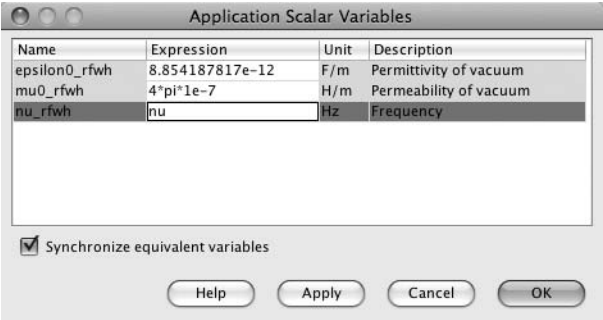 Application Scalar Variables
Name Expression Unit Description
epsilon0_rfwh 8.854187817e-12 F/m Permittivity of vacuum
mu0_rfwh 4*pi*1e-7 H/m Permeability of vacuum
nu_rfwh nu Hz Frequency
Synchronize equivalent variables
Help Apply Cancel OK